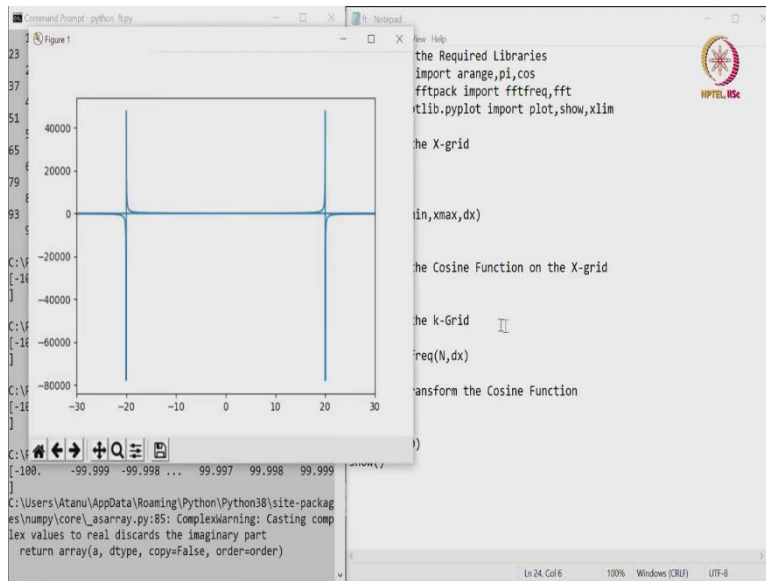 Command Prompt - python ft.py
ft - Notepad
Figure 1
View Help
23
37
51
65
79
93
the Required Libraries
import arange,pi,cos
fftpack import fftfreq,fft
tlib.pyplot import plot,show,xlim
the X-grid
in,xmax,dx)
the Cosine Function on the X-grid
the k-Grid
freq(N,dx)
ansform the Cosine Function
)
show()
NPTEL, IISc
40000
20000
0
−20000
−40000
−60000
−80000
−30 −20 −10 0 10 20 30
[-100. -99.999 -99.998 ... 99.997 99.998 99.999
]
C:\Users\Atanu\AppData\Roaming\Python\Python38\site-packag
es\numpy\core\_asarray.py:85: ComplexWarning: Casting comp
lex values to real discards the imaginary part
return array(a, dtype, copy=False, order=order)
Ln 24, Col 6 100% Windows (CRLF) UTF-8